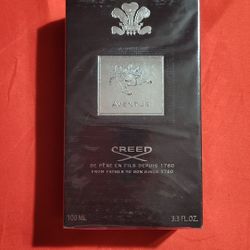 AVENTUS
CREED
DE PÈRE EN FILS DEPUIS 1760
FROM FATHER TO SON SINCE 1760
100 ML 3.3 FL.OZ.